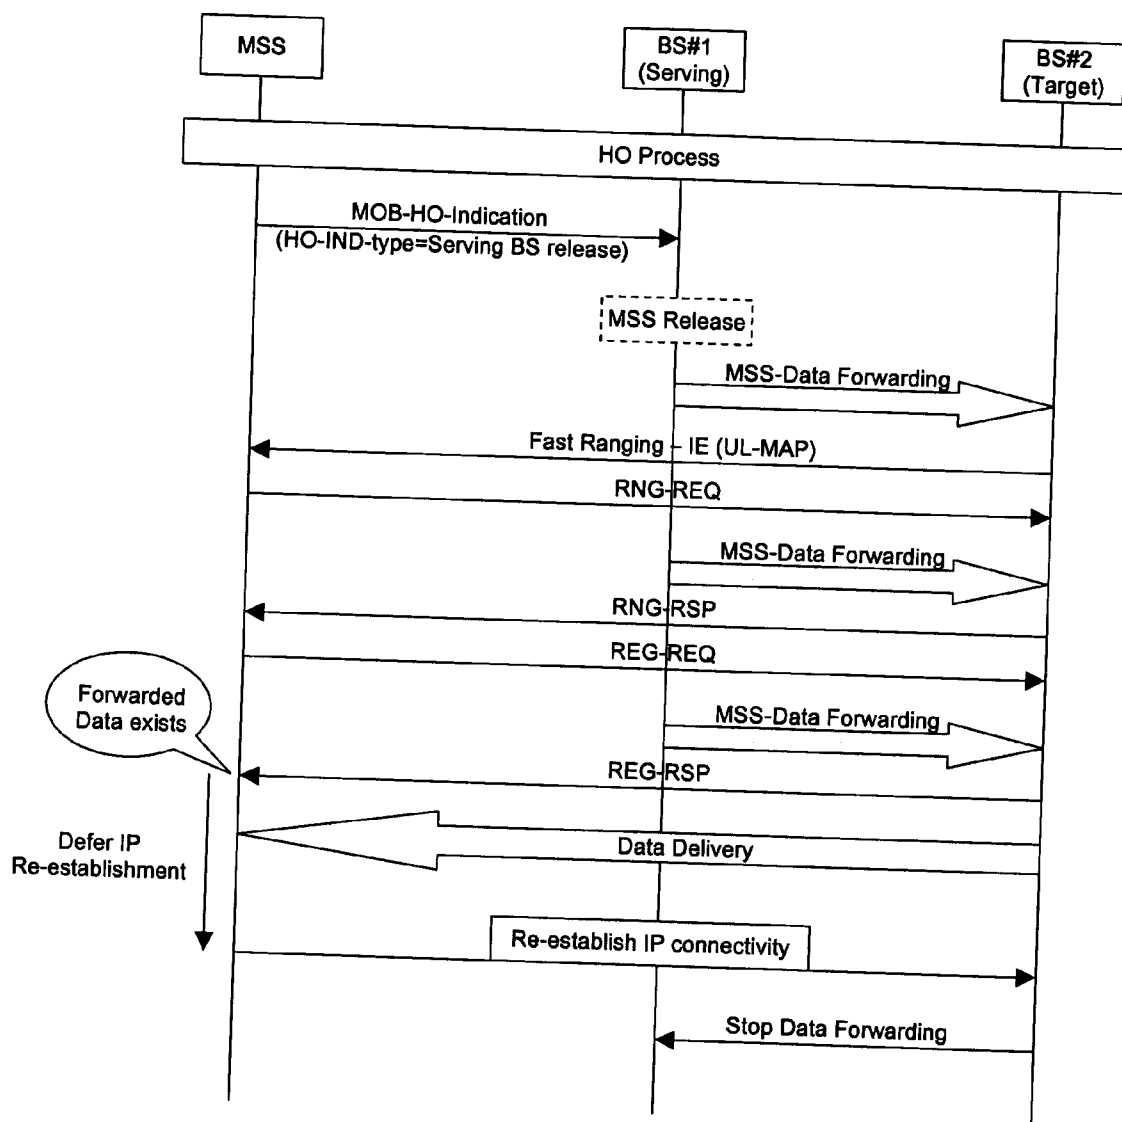 MSS
BS#1
(Serving)
BS#2
(Target)
HO Process
MOB-HO-Indication
(HO-IND-type=Serving BS release)
MSS Release
MSS-Data Forwarding
Fast Ranging - IE (UL-MAP)
RNG-REQ
MSS-Data Forwarding
RNG-RSP
REG-REQ
Forwarded
Data exists
MSS-Data Forwarding
REG-RSP
Defer IP
Re-establishment
Data Delivery
Re-establish IP connectivity
Stop Data Forwarding